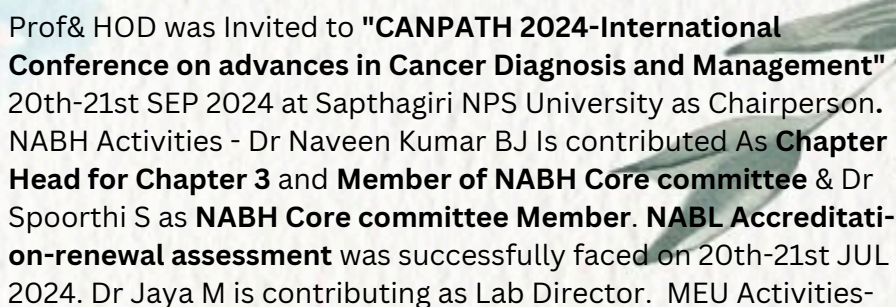 Prof& HOD was Invited to "CANPATH 2024-International
Conference on advances in Cancer Diagnosis and Management"
20th-21st SEP 2024 at Sapthagiri NPS University as Chairperson.
NABH Activities - Dr Naveen Kumar BJ Is contributed As Chapter
Head for Chapter 3 and Member of NABH Core committee & Dr
Spoorthi S as NABH Core committee Member. NABL Accreditati-
on-renewal assessment was successfully faced on 20th-21st JUL
2024. Dr Jaya M is contributing as Lab Director. MEU Activities-